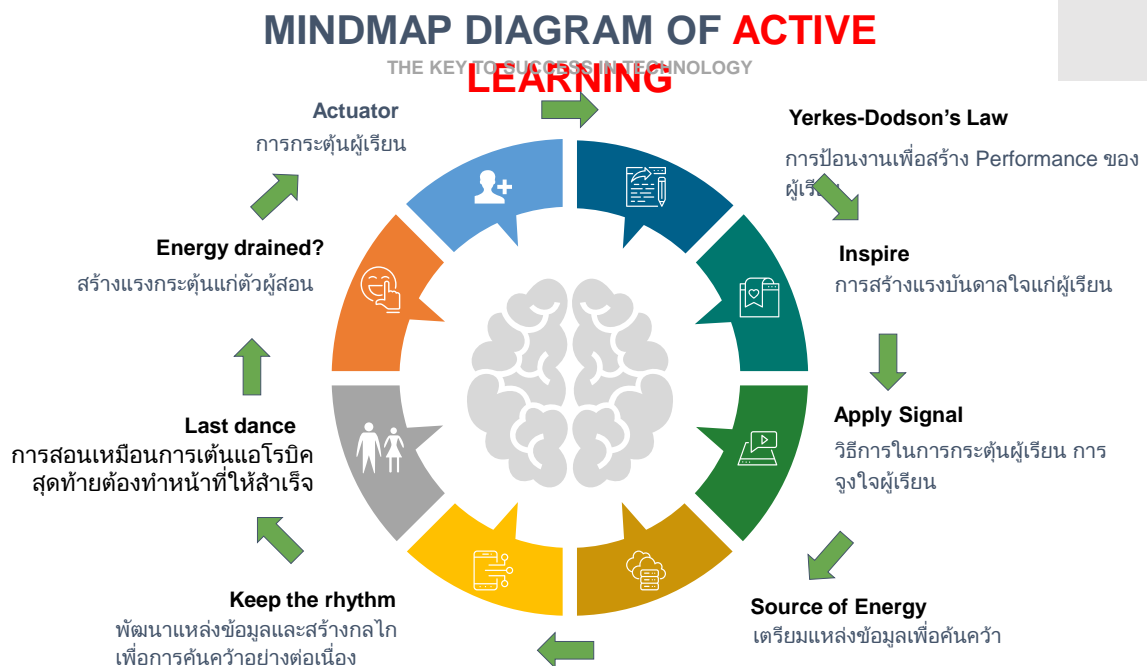 MINDMAP DIAGRAM OF ACTIVE
LEARNING
THE KEY TO SUCCESS IN TECHNOLOGY
Actuator
การกระตุ้นผู้เรียน
Yerkes-Dodson’s Law
การป้อนงานเพื่อสร้าง Performance ของ
ผู้เรียน
Inspire
การสร้างแรงบันดาลใจแก่ผู้เรียน
Apply Signal
วิธีการในการกระตุ้นผู้เรียน การ
จูงใจผู้เรียน
Source of Energy
เตรียมแหล่งข้อมูลเพื่อค้นคว้า
Keep the rhythm
พัฒนาแหล่งข้อมูลและสร้างกลไก
เพื่อการค้นคว้าอย่างต่อเนื่อง
Last dance
การสอนเหมือนการเต้นแอโรบิค
สุดท้ายต้องทำหน้าที่ให้สำเร็จ
Energy drained?
สร้างแรงกระตุ้นแก่ตัวผู้สอน